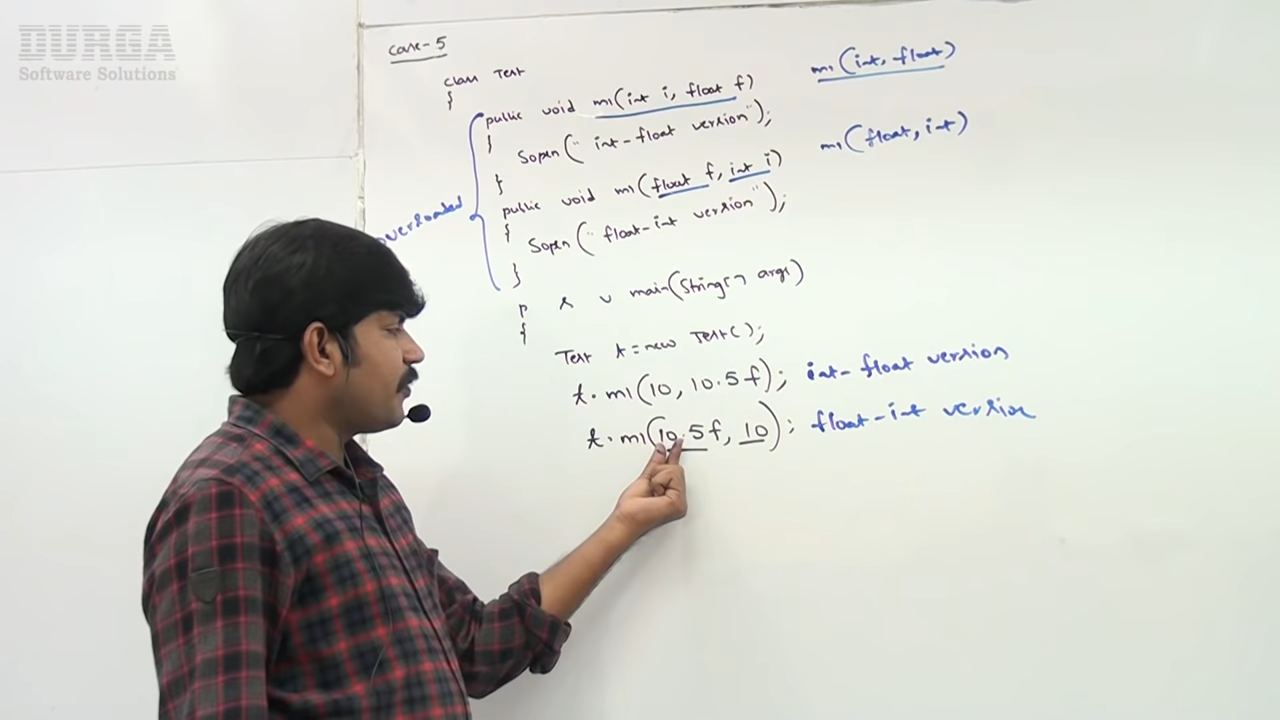 DURGA
Software Solutions
Case-5
class Test
{
public void m1(int i, float f)
{
Sopln("int-float version");
}
public void m1(float f, int i)
{
Sopln("float-int version");
}
p s v main(String[] args)
{
Test t=new Test();
t.m1(10, 10.5f); int-float version
t.m1(10.5f, 10); float-int version
overloaded
m1(int, float)
m1(float, int)